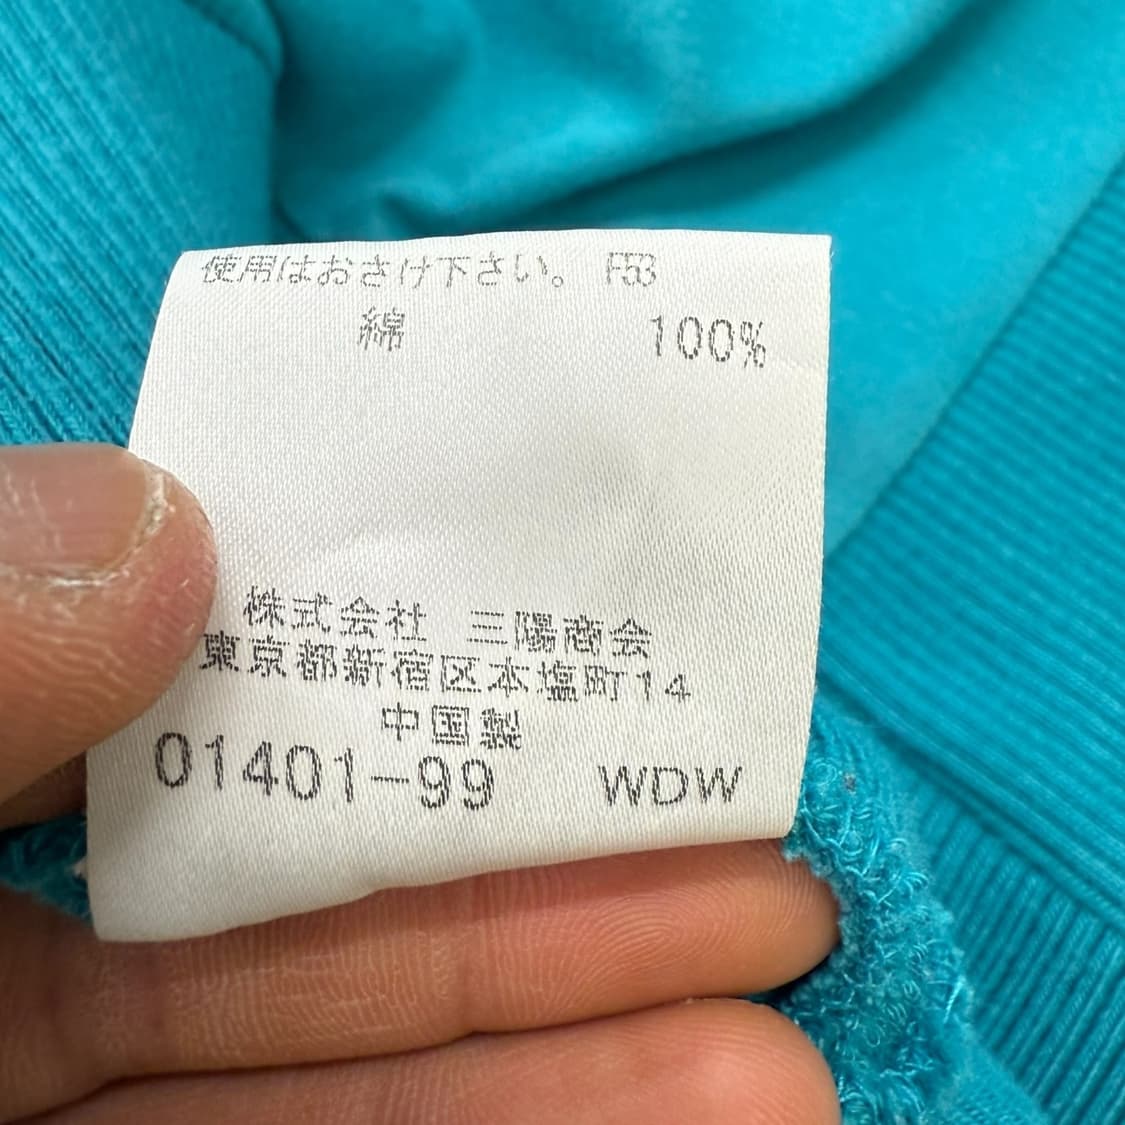 使用はおさけ下さい。 F53
綿 100%
株式会社 三陽商会
東京都新宿区本塩町14
中国製
01401-99 WDW